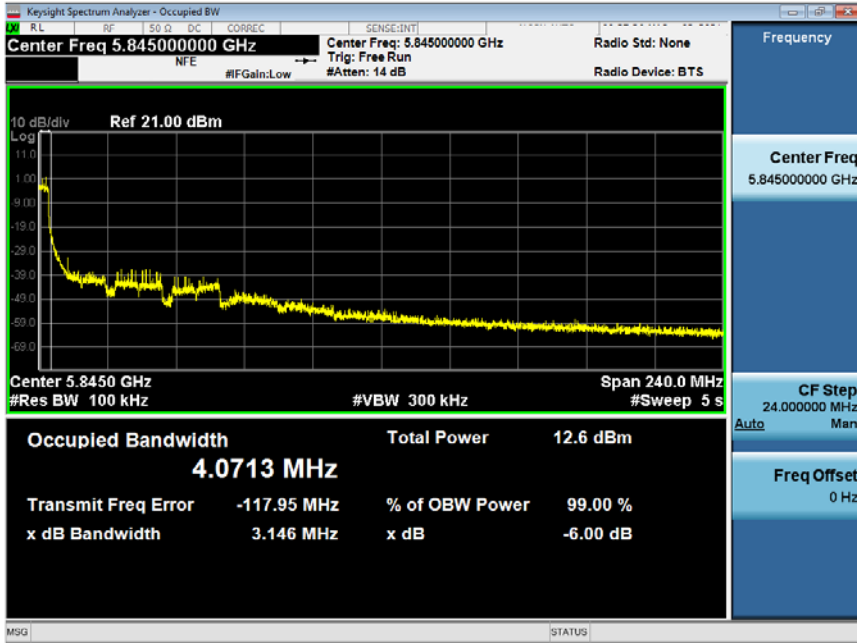 Keysight Spectrum Analyzer - Occupied BW
RL RF 50 Ω DC CORREC SENSE:INT
Center Freq 5.845000000 GHz
NFE
#IFGain:Low
Center Freq: 5.845000000 GHz
Trig: Free Run
#Atten: 14 dB
Radio Std: None
Radio Device: BTS
Frequency
10 dB/div Ref 21.00 dBm
Log
11.0
1.00
-9.00
-19.0
-29.0
-39.0
-49.0
-59.0
-69.0
Center 5.8450 GHz Span 240.0 MHz
#Res BW 100 kHz #VBW 300 kHz #Sweep 5 s
Center Freq
5.845000000 GHz
CF Step
24.000000 MHz
Auto Man
Freq Offset
0 Hz
Occupied Bandwidth Total Power 12.6 dBm
4.0713 MHz
Transmit Freq Error -117.95 MHz % of OBW Power 99.00 %
x dB Bandwidth 3.146 MHz x dB -6.00 dB
MSG STATUS